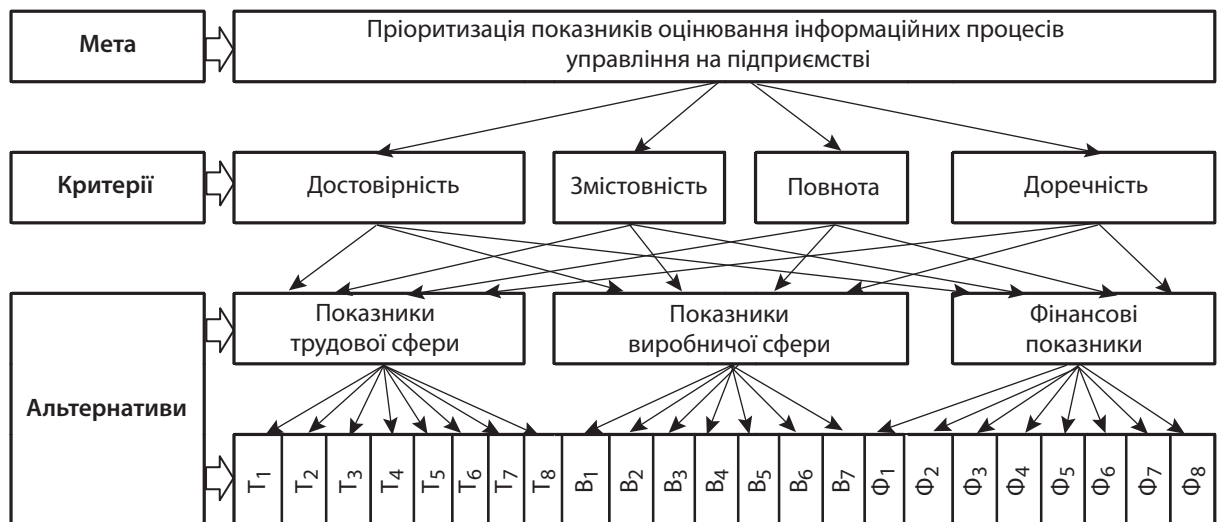 Мета
Пріоритизація показників оцінювання інформаційних процесів
управління на підприємстві
Критерії
Достовірність
Змістовність
Повнота
Доречність
Альтернативи
Показники
трудової сфери
Показники
виробничої сфери
Фінансові
показники
Т₁
Т₂
Т₃
Т₄
Т₅
Т₆
Т₇
Т₈
В₁
В₂
В₃
В₄
В₅
В₆
В₇
Ф₁
Ф₂
Ф₃
Ф₄
Ф₅
Ф₆
Ф₇
Ф₈